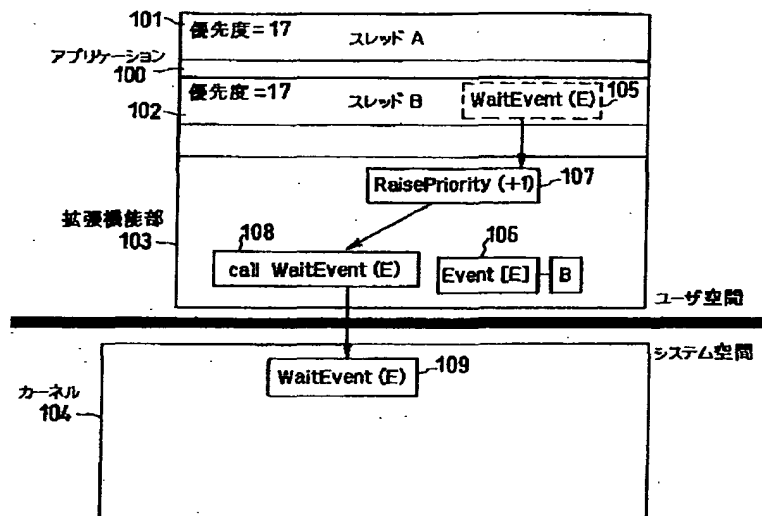 101
優先度=17
スレッド A
アプリケーション
100
優先度=17
スレッド B
WaitEvent (E)
105
102
RaisePriority (+1)
107
拡張機能部
103
108
call WaitEvent (E)
106
Event [E]
B
ユーザ空間
システム空間
WaitEvent (E)
109
カーネル
104